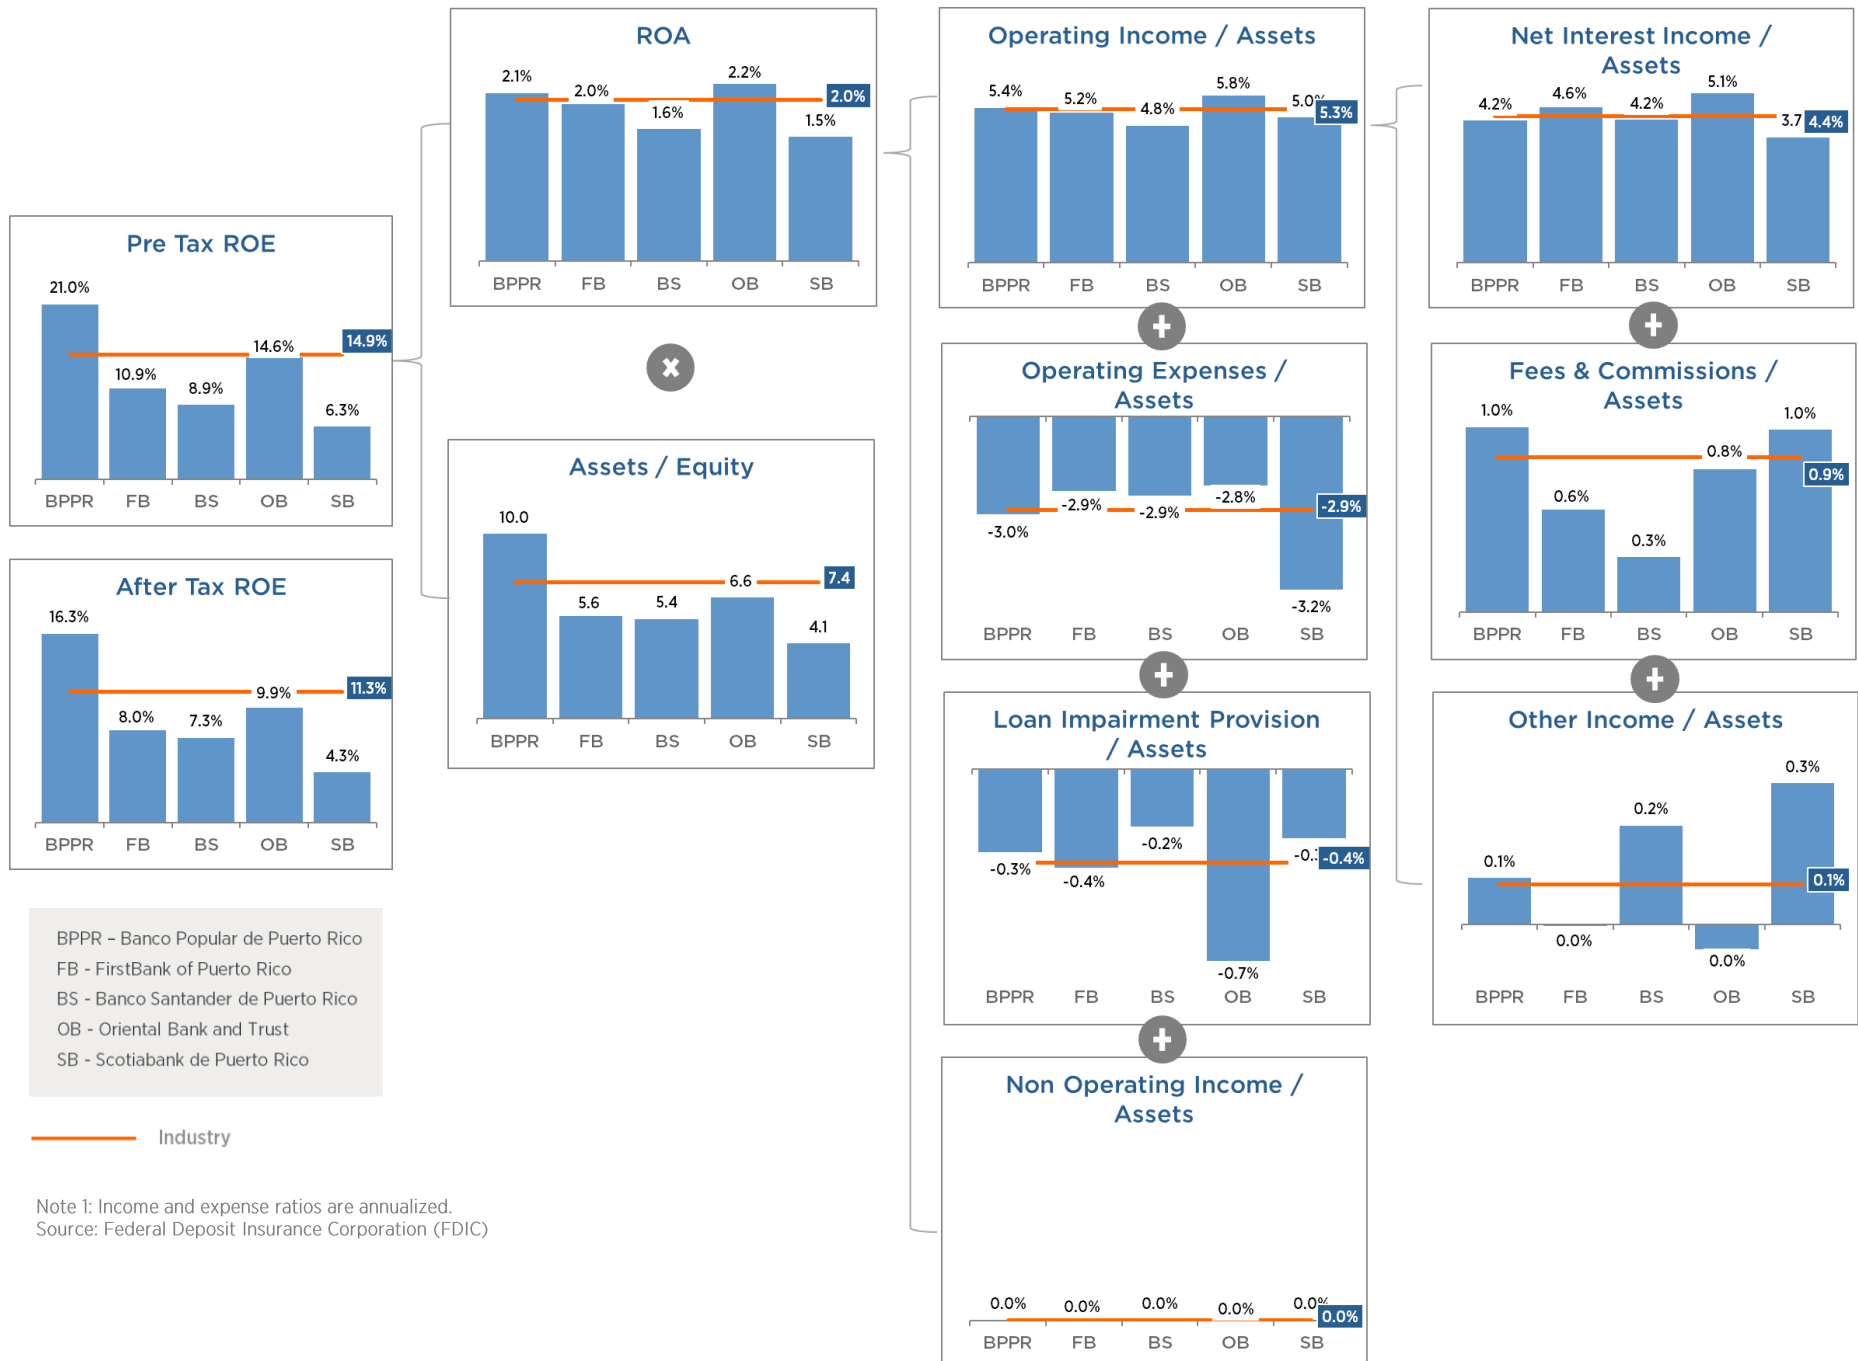 Pre Tax ROE
21.0%
10.9%
8.9%
14.6%
6.3%
14.9%
BPPR FB BS OB SB
After Tax ROE
16.3%
8.0%
7.3%
9.9%
4.3%
11.3%
BPPR FB BS OB SB
BPPR – Banco Popular de Puerto Rico
FB - FirstBank of Puerto Rico
BS - Banco Santander de Puerto Rico
OB - Oriental Bank and Trust
SB - Scotiabank de Puerto Rico
Industry
Note 1: Income and expense ratios are annualized.
Source: Federal Deposit Insurance Corporation (FDIC)
ROA
2.1%
2.0%
1.6%
2.2%
1.5%
2.0%
BPPR FB BS OB SB
x
Assets / Equity
10.0
5.6
5.4
6.6
4.1
7.4
BPPR FB BS OB SB
Operating Income / Assets
5.4%
5.2%
4.8%
5.8%
5.0%
5.3%
BPPR FB BS OB SB
+
Operating Expenses /
Assets
-3.0%
-2.9%
-2.9%
-2.8%
-3.2%
-2.9%
BPPR FB BS OB SB
+
Loan Impairment Provision
/ Assets
-0.3%
-0.4%
-0.2%
-0.7%
-0.4%
BPPR FB BS OB SB
+
Non Operating Income /
Assets
0.0%
0.0%
0.0%
0.0%
0.0%
0.0%
BPPR FB BS OB SB
Net Interest Income /
Assets
4.2%
4.6%
4.2%
5.1%
3.7
4.4%
BPPR FB BS OB SB
+
Fees & Commissions /
Assets
1.0%
0.6%
0.3%
0.8%
1.0%
0.9%
BPPR FB BS OB SB
+
Other Income / Assets
0.1%
0.0%
0.2%
0.0%
0.3%
0.1%
BPPR FB BS OB SB